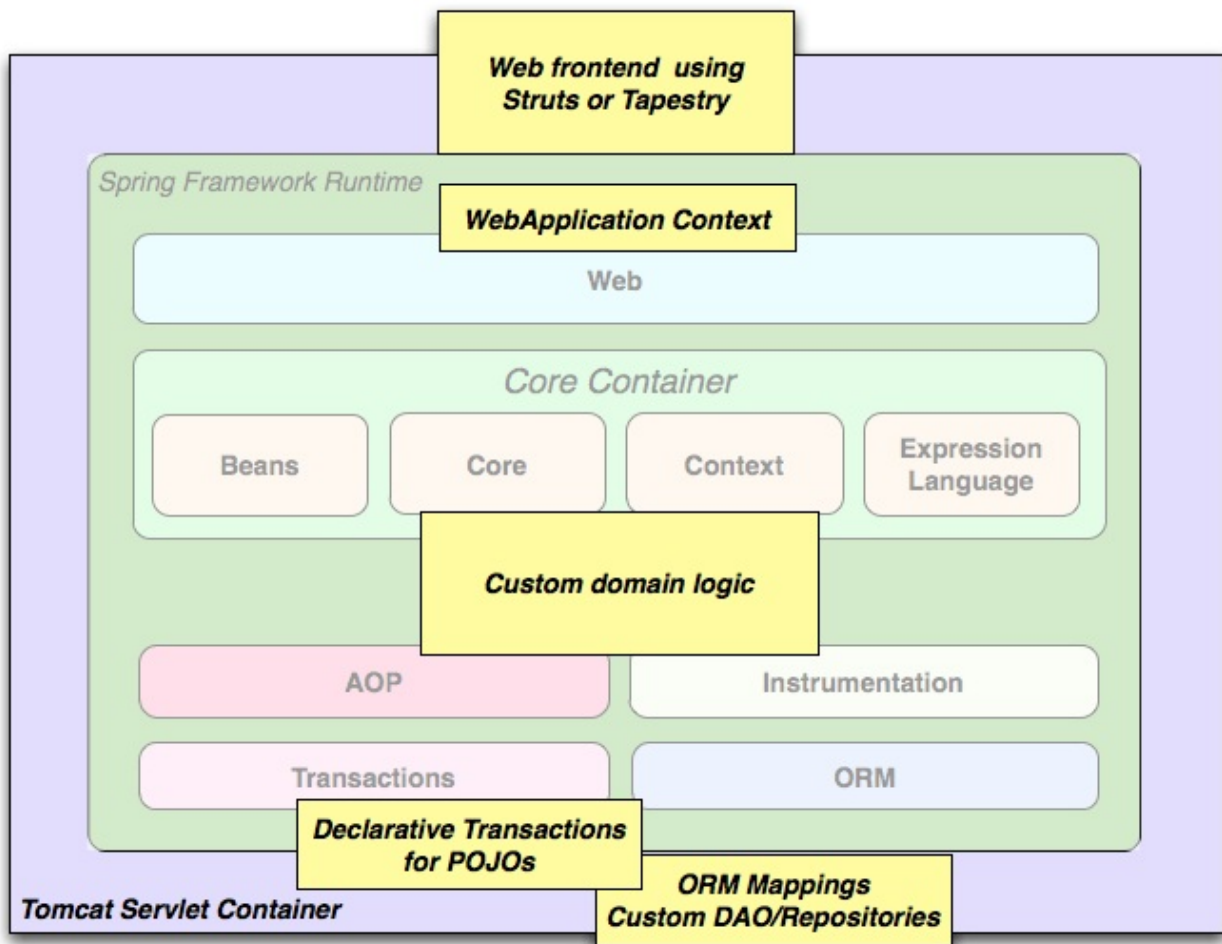 Web frontend using
Struts or Tapestry
Spring Framework Runtime
WebApplication Context
Web
Core Container
Beans
Core
Context
Expression
Language
Custom domain logic
AOP
Instrumentation
Transactions
ORM
Declarative Transactions
for POJOs
ORM Mappings
Custom DAO/Repositories
Tomcat Servlet Container